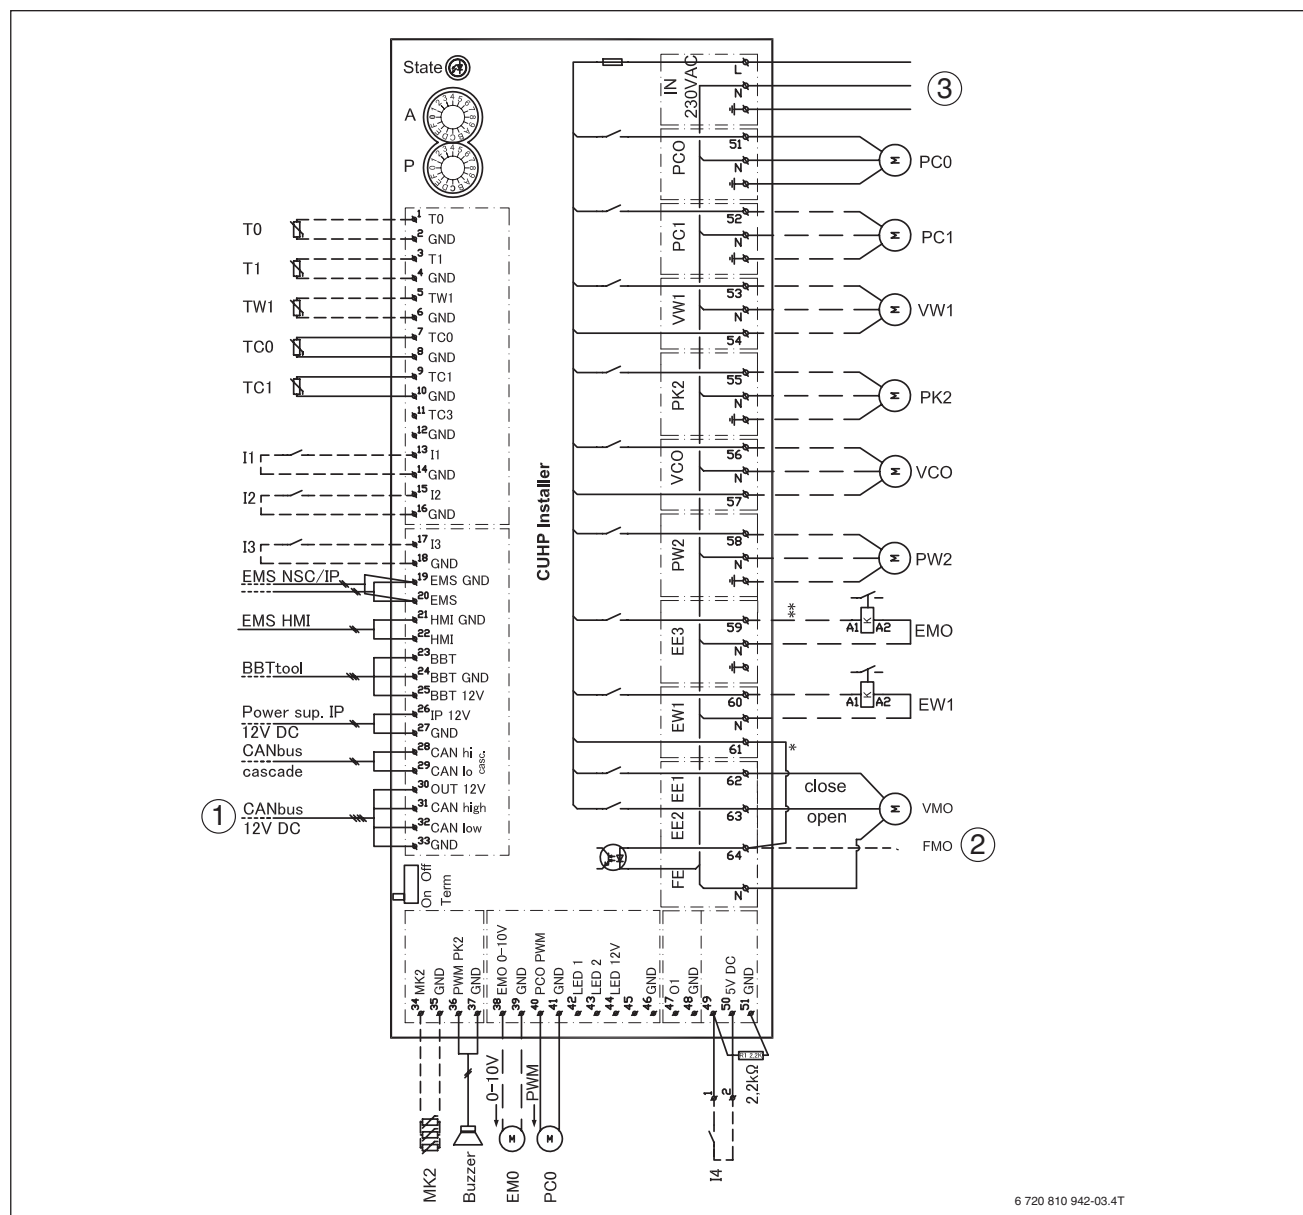 State
A
P
T0
T1
TW1
TC0
TC1
I1
I2
I3
EMS NSC/IP
EMS HMI
BBTtool
Power sup. IP
12V DC
CANbus
cascade
1
CANbus
12V DC
1 T0
2 GND
3 T1
4 GND
5 TW1
6 GND
7 TC0
8 GND
9 TC1
10 GND
11 TC3
12 GND
13 I1
14 GND
15 I2
16 GND
17 I3
18 GND
19 EMS GND
20 EMS
21 HMI GND
22 HMI
23 BBT
24 BBT GND
25 BBT 12V
26 IP 12V
27 GND
28 CAN hi
29 CAN lo
casc.
30 OUT 12V
31 CAN high
32 CAN low
33 GND
On Off
Term
CUHP Installer
IN
230VAC
L
N
3
PCO
51
N
M
PC0
PC1
52
N
M
PC1
VW1
53
N
54
M
VW1
PK2
55
N
M
PK2
VCO
56
N
57
M
VCO
PW2
58
N
M
PW2
EE3
59
N
**
A1 K A2
EMO
EW1
60
N
61
*
A1 K A2
EW1
EE1
62
close
EE2
63
open
M
VMO
FE
64
FMO
2
N
34 MK2
35 GND
36 PWM PK2
37 GND
38 EMO 0-10V
39 GND
40 PCO PWM
41 GND
42 LED 1
43 LED 2
44 LED 12V
45
46 GND
47 O1
48 GND
49
50 5V DC
51 GND
0-10V
PWM
R1 2.2K
2,2kΩ
1
2
M
M
MK2
Buzzer
EM0
PC0
I4
6 720 810 942-03.4T